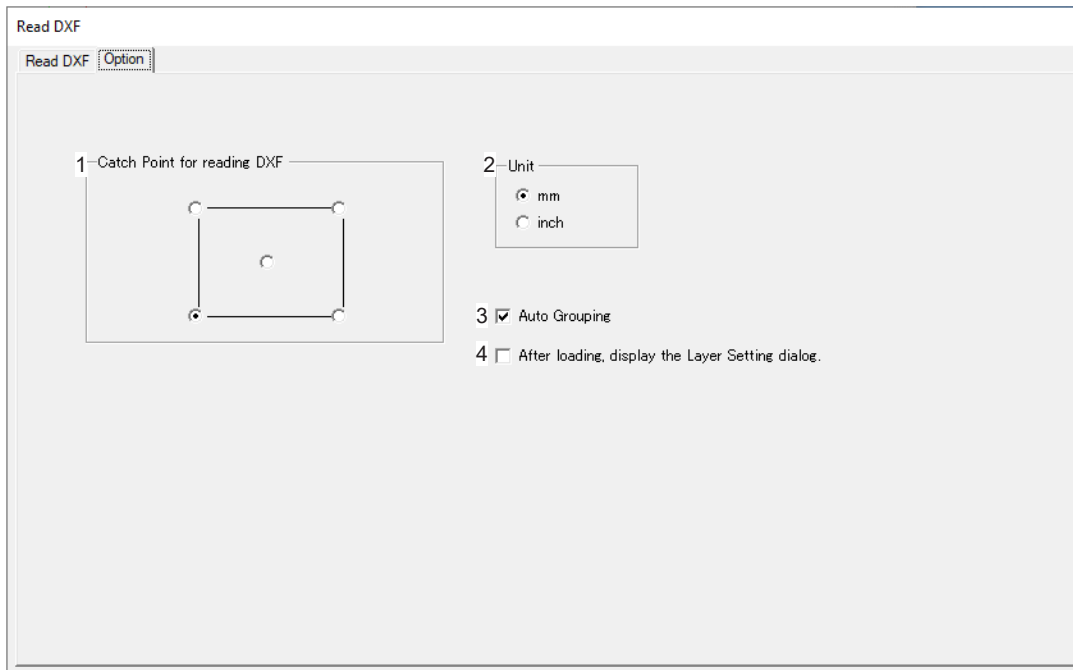 Read DXF
Read DXF Option
1 Catch Point for reading DXF
2 Unit
mm
inch
3 Auto Grouping
4 After loading, display the Layer Setting dialog.